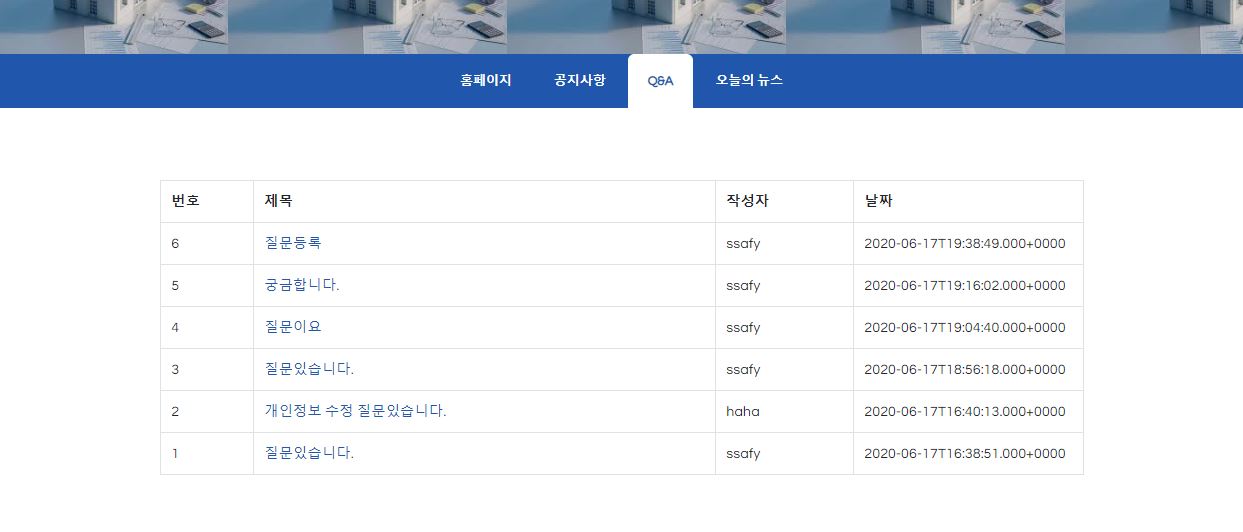 홈페이지 공지사항 Q&A 오늘의 뉴스
번호 제목 작성자 날짜
6 질문등록 ssafy 2020-06-17T19:38:49.000+0000
5 궁금합니다. ssafy 2020-06-17T19:16:02.000+0000
4 질문이요 ssafy 2020-06-17T19:04:40.000+0000
3 질문있습니다. ssafy 2020-06-17T18:56:18.000+0000
2 개인정보 수정 질문있습니다. haha 2020-06-17T16:40:13.000+0000
1 질문있습니다. ssafy 2020-06-17T16:38:51.000+0000